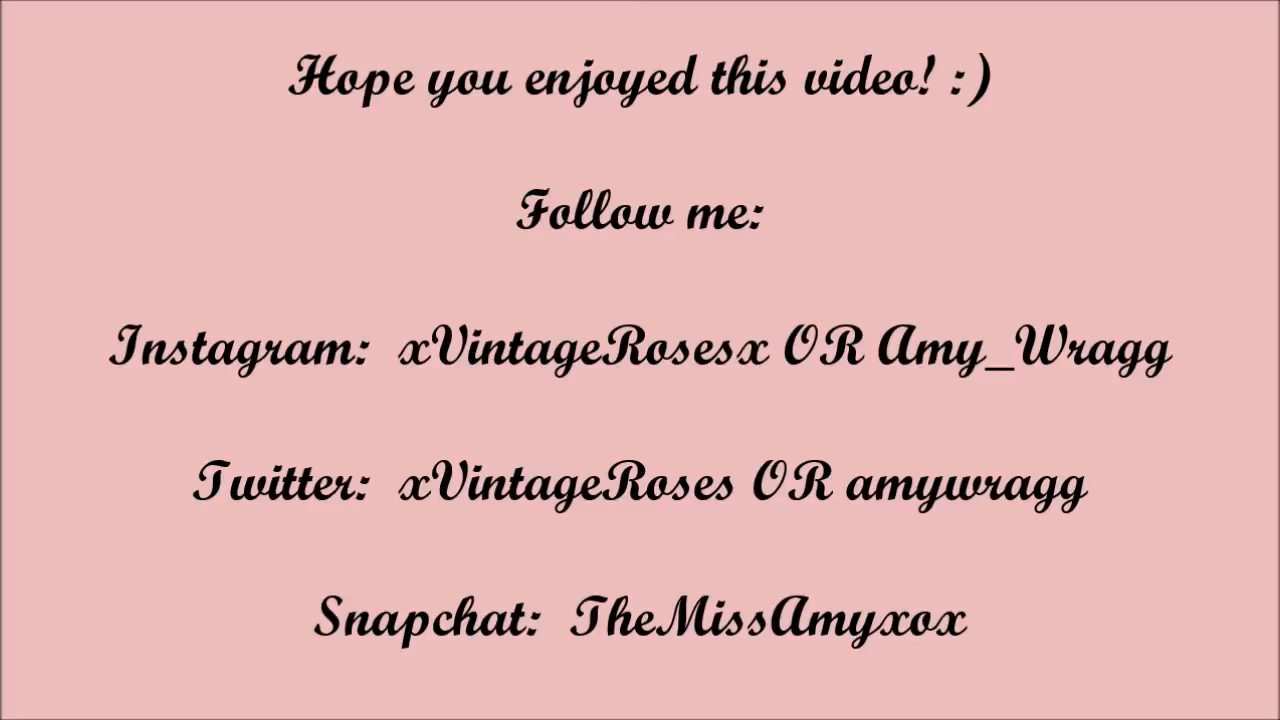 Hope you enjoyed this video! :)
Follow me:
Instagram: xVintageRosesx OR Amy_Wragg
Twitter: xVintageRoses OR amywragg
Snapchat: TheMissAmyxox